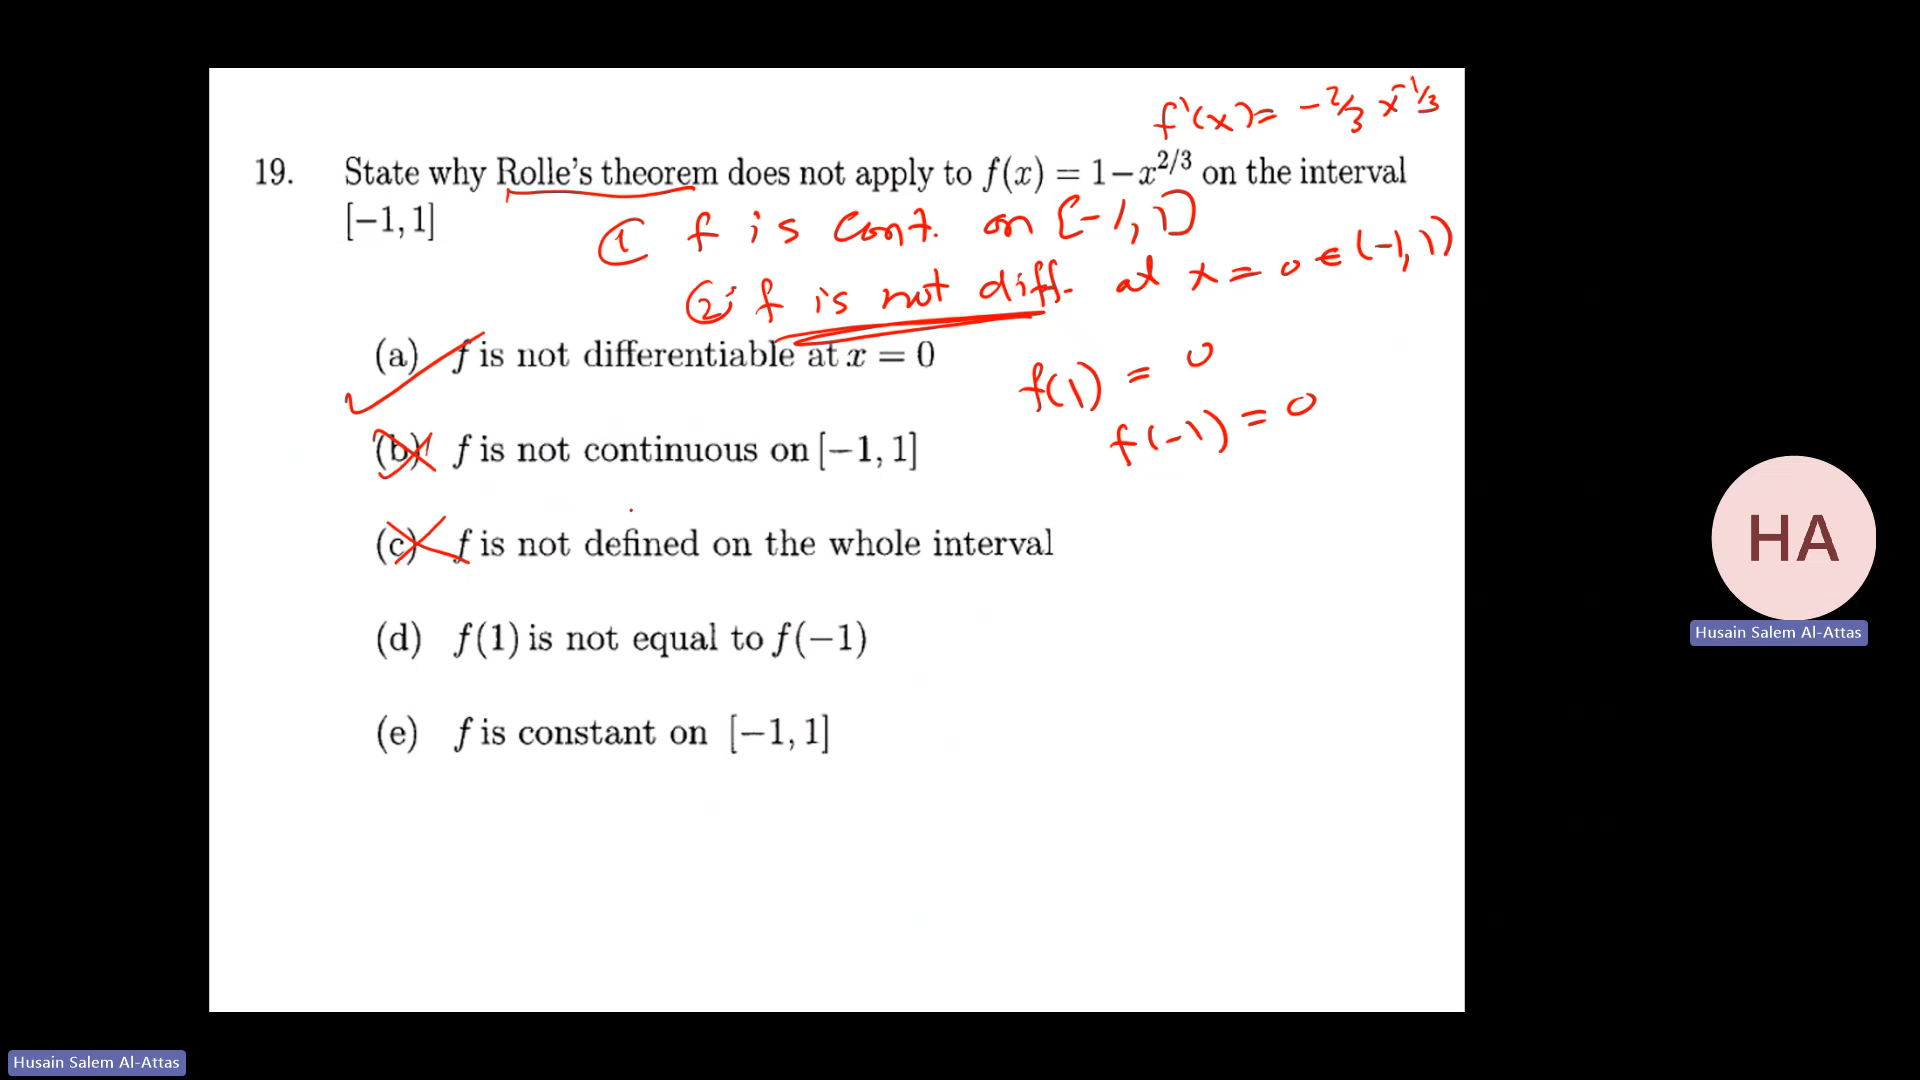 f'(x) = -2/3 x^-1/3
19. State why Rolle's theorem does not apply to f(x) = 1-x^2/3 on the interval
[-1, 1]
① f is cont. on [-1, 1]
②; f is not diff. at x = 0 ∈ (-1, 1)
(a) f is not differentiable at x = 0
f(1) = 0
f(-1) = 0
(b) f is not continuous on [-1, 1]
(c) f is not defined on the whole interval
(d) f(1) is not equal to f(-1)
(e) f is constant on [-1, 1]
HA
Husain Salem Al-Attas
Husain Salem Al-Attas